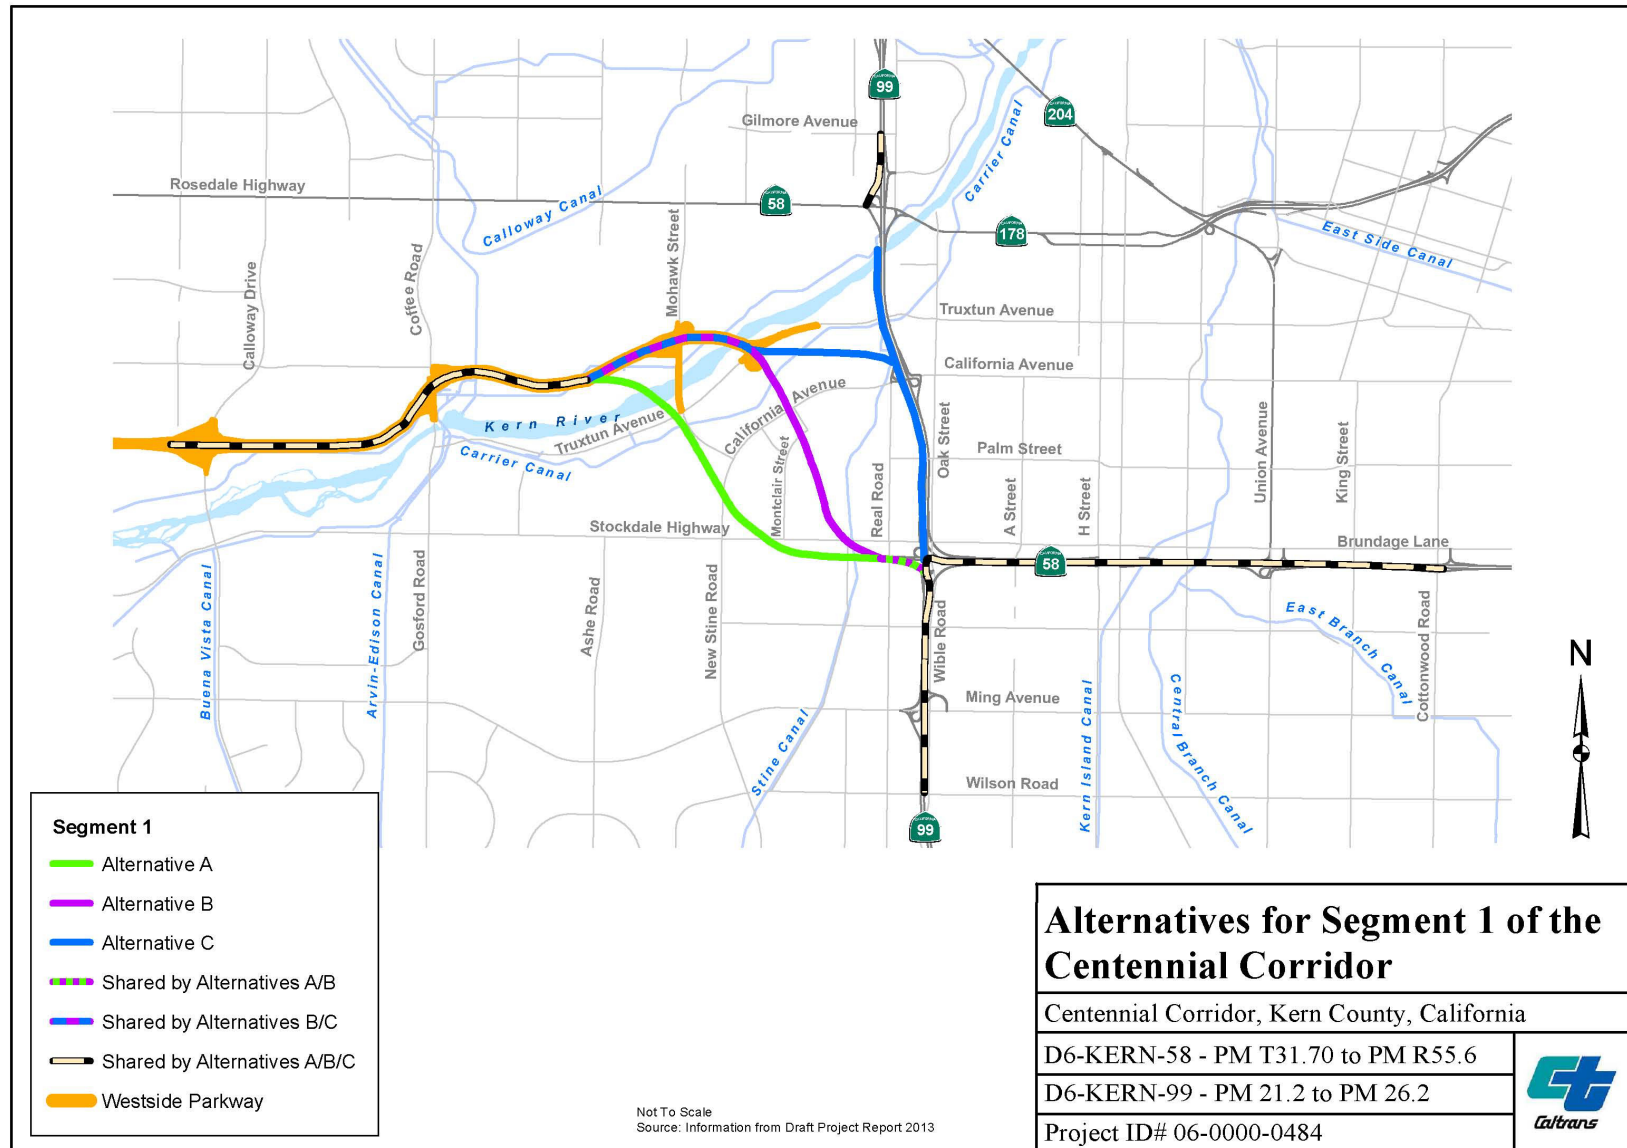 99
204
Gilmore Avenue
Carrier Canal
Rosedale Highway
58
Calloway Canal
178
East Side Canal
Mohawk Street
Coffee Road
Calloway Drive
Truxtun Avenue
California Avenue
Kern River
Truxtun Avenue
California Avenue
Carrier Canal
Montclair Street
Real Road
Oak Street
Palm Street
A Street
H Street
Union Avenue
King Street
Stockdale Highway
Brundage Lane
58
Buena Vista Canal
Arvin-Edison Canal
Gosford Road
Ashe Road
New Stine Road
Wible Road
East Branch Canal
Cottonwood Road
Ming Avenue
Stine Canal
Kern Island Canal
Central Branch Canal
Wilson Road
99
N
Segment 1
Alternative A
Alternative B
Alternative C
Shared by Alternatives A/B
Shared by Alternatives B/C
Shared by Alternatives A/B/C
Westside Parkway
Not To Scale
Source: Information from Draft Project Report 2013
Alternatives for Segment 1 of the
Centennial Corridor
Centennial Corridor, Kern County, California
D6-KERN-58 - PM T31.70 to PM R55.6
D6-KERN-99 - PM 21.2 to PM 26.2
Project ID# 06-0000-0484
Caltrans